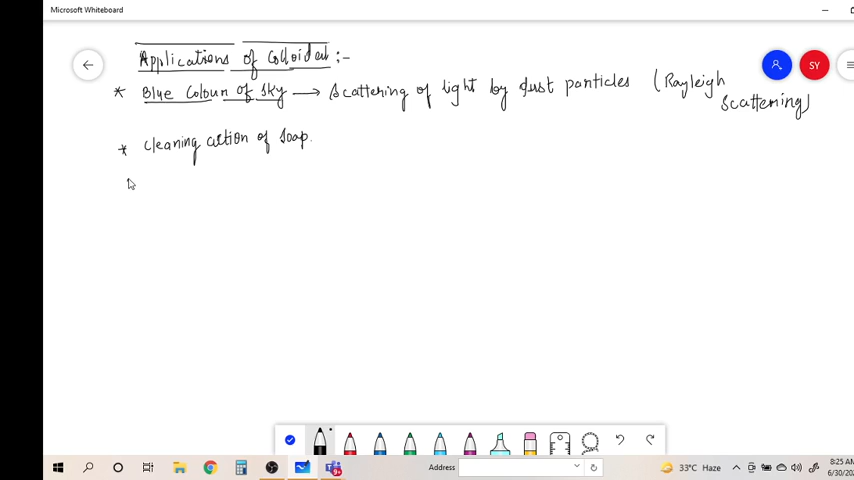 Microsoft Whiteboard
Applications of Colloidal :-
* Blue Colour of sky → Scattering of light by dust particles (Rayleigh
Scattering)
* Cleaning action of Soap.
SY
Address
33°C Haze
8:25 AM